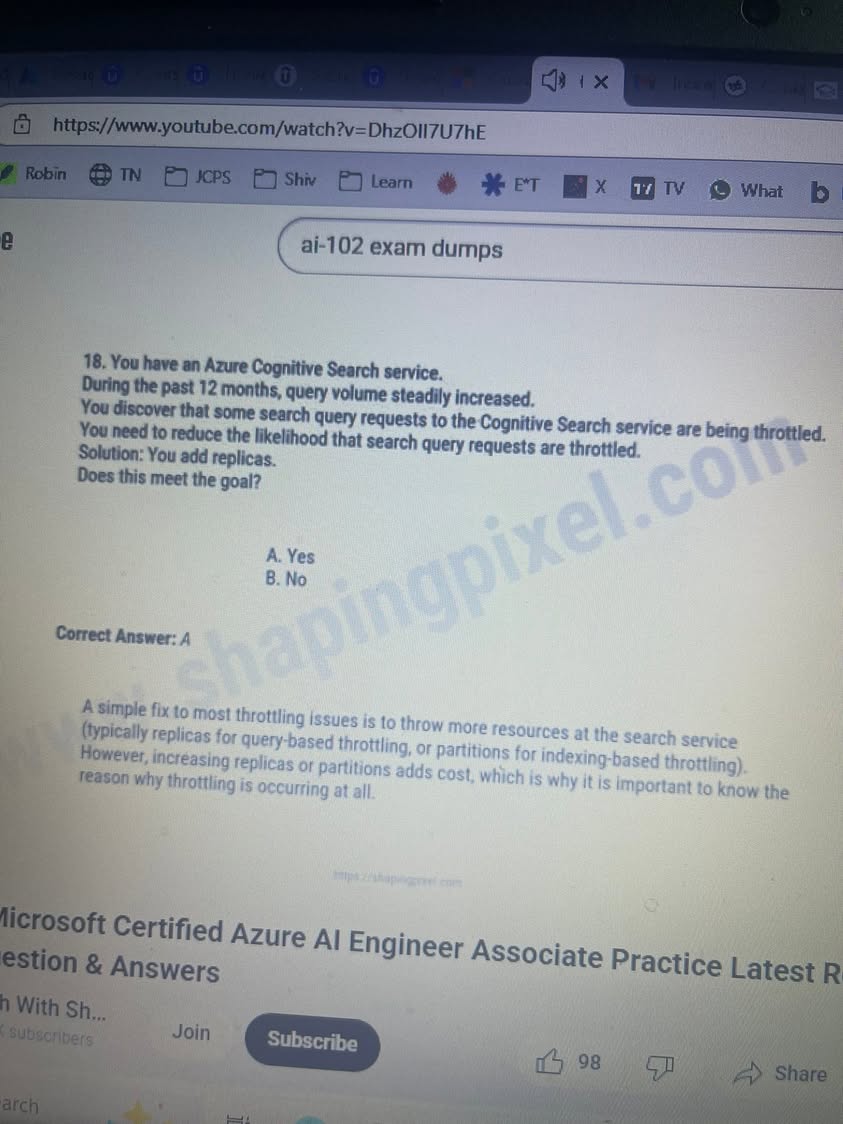 https://www.youtube.com/watch?v=DhzOII7U7hE
Robin TN JCPS Shiv Learn E*T X 17 TV What b
e
ai-102 exam dumps
18. You have an Azure Cognitive Search service.
During the past 12 months, query volume steadily increased.
You discover that some search query requests to the Cognitive Search service are being throttled.
You need to reduce the likelihood that search query requests are throttled.
Solution: You add replicas.
Does this meet the goal?
A. Yes
B. No
Correct Answer: A
www.shapingpixel.com
A simple fix to most throttling issues is to throw more resources at the search service
(typically replicas for query-based throttling, or partitions for indexing-based throttling).
However, increasing replicas or partitions adds cost, which is why it is important to know the
reason why throttling is occurring at all.
https://shapingpixel.com
Microsoft Certified Azure AI Engineer Associate Practice Latest R
estion & Answers
h With Sh...
subscribers
Join
Subscribe
98
Share
arch